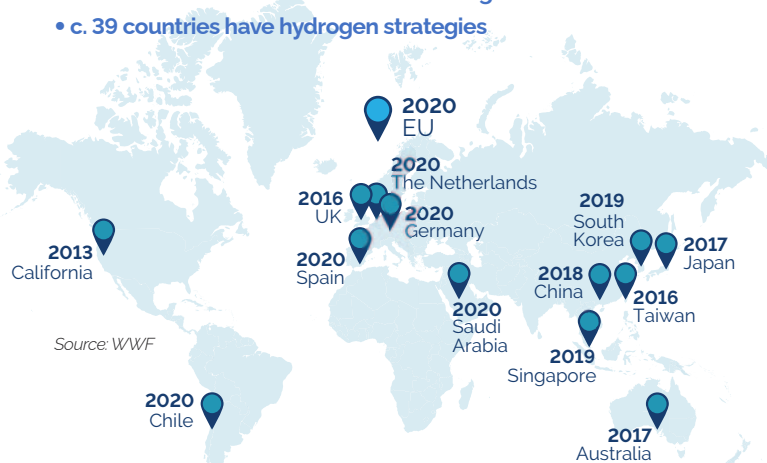 • c. 39 countries have hydrogen strategies
2020
EU
2020
The Netherlands
2016
UK
2020
Germany
2019
South
Korea
2017
Japan
2013
California
2020
Spain
2018
China
2016
Taiwan
2020
Saudi
Arabia
Source: WWF
2019
Singapore
2020
Chile
2017
Australia